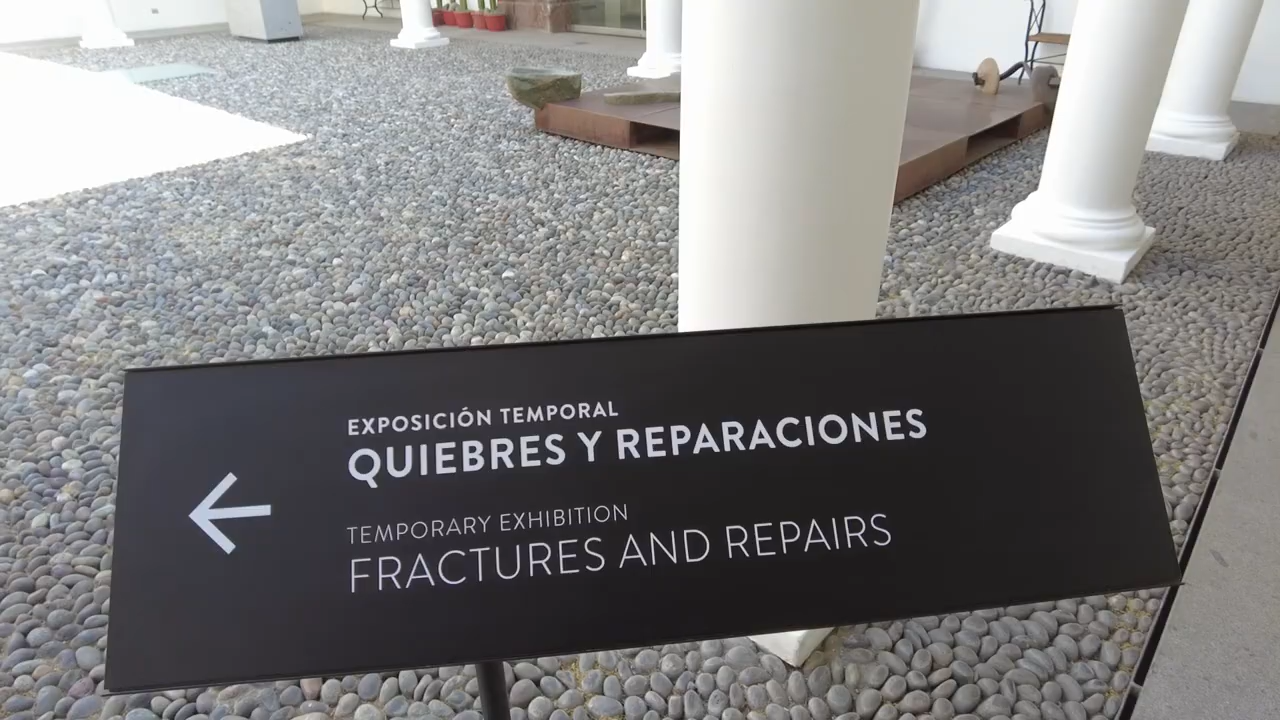 EXPOSICIÓN TEMPORAL
QUIEBRES Y REPARACIONES
TEMPORARY EXHIBITION
FRACTURES AND REPAIRS